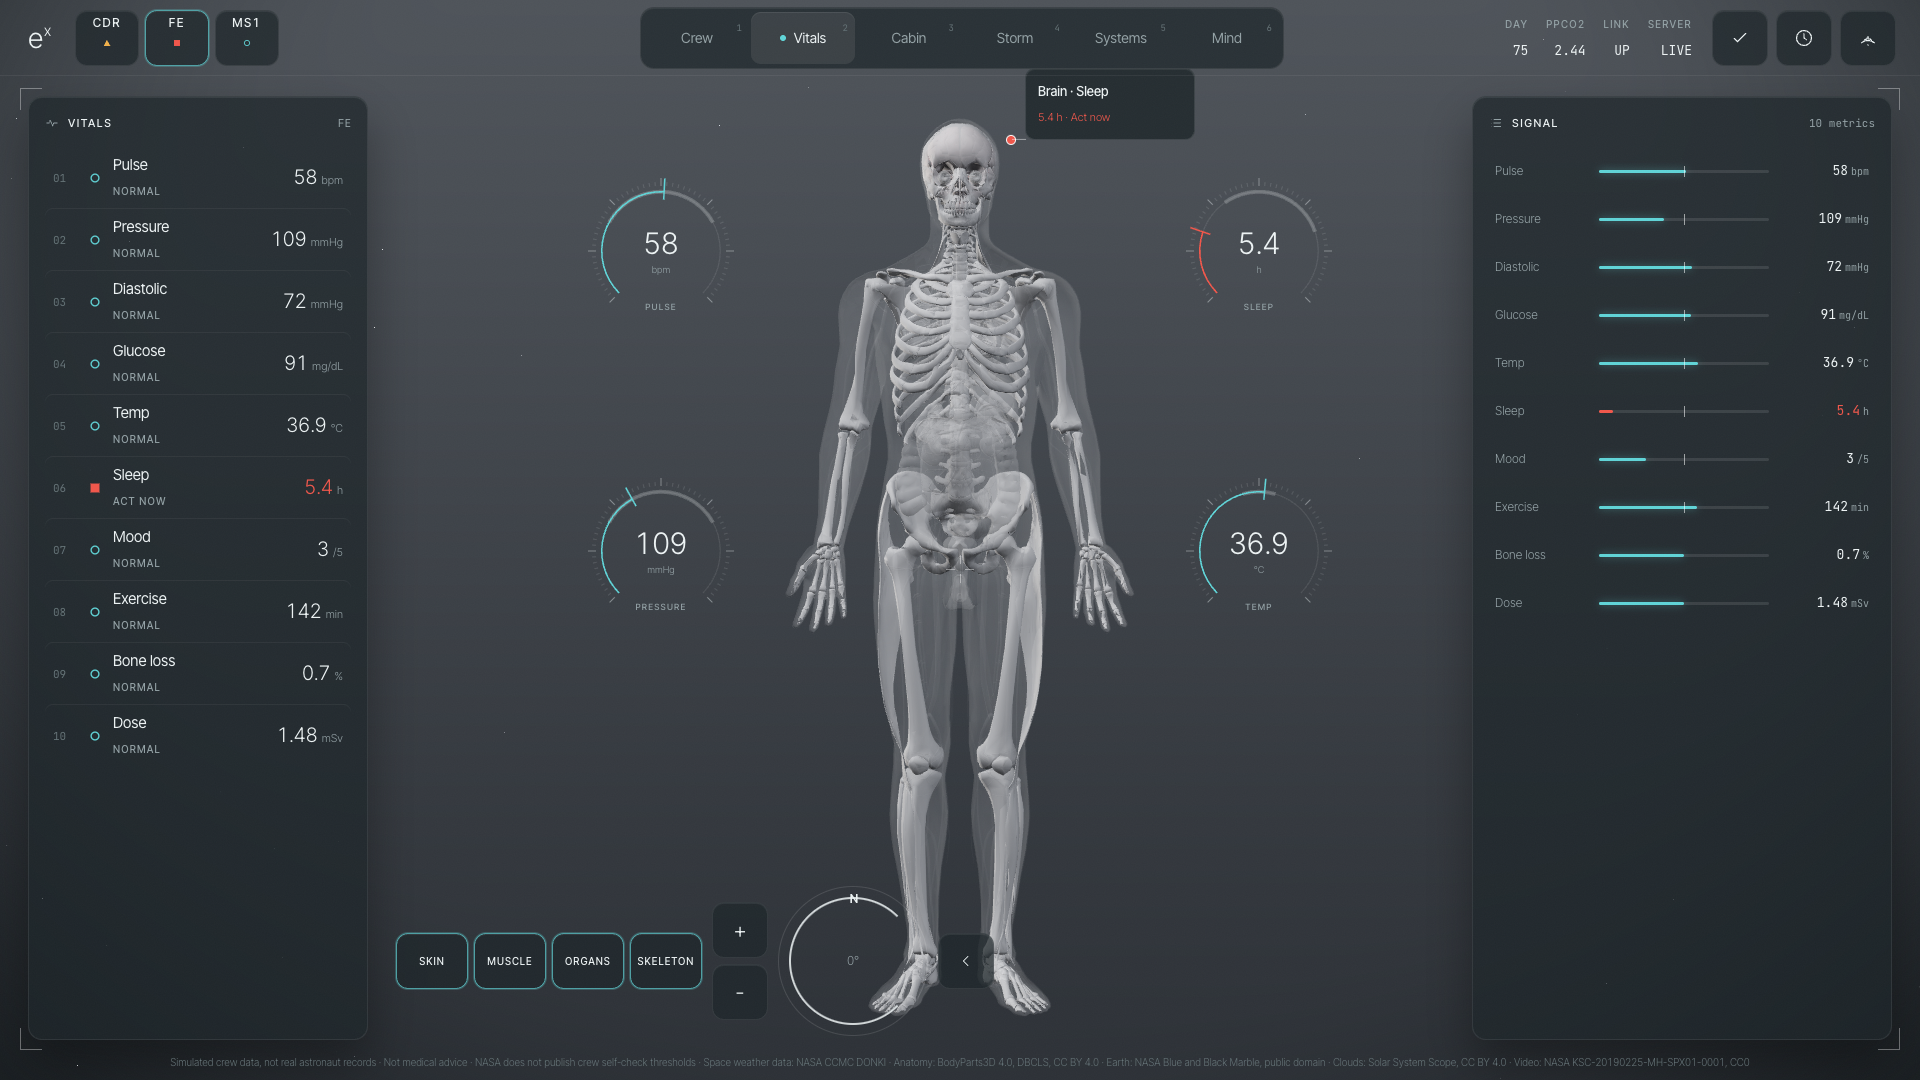 eX
CDR
FE
MS1
Crew 1
Vitals 2
Cabin 3
Storm 4
Systems 5
Mind 6
DAY PPCO2 LINK SERVER
75 2.44 UP LIVE
Brain · Sleep
5.4 h · Act now
VITALS FE
01 Pulse 58 bpm
NORMAL
02 Pressure 109 mmHg
NORMAL
03 Diastolic 72 mmHg
NORMAL
04 Glucose 91 mg/dL
NORMAL
05 Temp 36.9 °C
NORMAL
06 Sleep 5.4 h
ACT NOW
07 Mood 3 /5
NORMAL
08 Exercise 142 min
NORMAL
09 Bone loss 0.7 %
NORMAL
10 Dose 1.48 mSv
NORMAL
58
bpm
PULSE
5.4
h
SLEEP
109
mmHg
PRESSURE
36.9
°C
TEMP
SIGNAL 10 metrics
Pulse 58 bpm
Pressure 109 mmHg
Diastolic 72 mmHg
Glucose 91 mg/dL
Temp 36.9 °C
Sleep 5.4 h
Mood 3 /5
Exercise 142 min
Bone loss 0.7 %
Dose 1.48 mSv
SKIN
MUSCLE
ORGANS
SKELETON
+
-
N
0°
Simulated crew data, not real astronaut records · Not medical advice · NASA does not publish crew self-check thresholds · Space weather data: NASA CCMC DONKI · Anatomy: BodyParts3D 4.0, DBCLS, CC BY 4.0 · Earth: NASA Blue and Black Marble, public domain · Clouds: Solar System Scope, CC BY 4.0 · Video: NASA KSC-20190225-MH-SPX01-0001, CC0